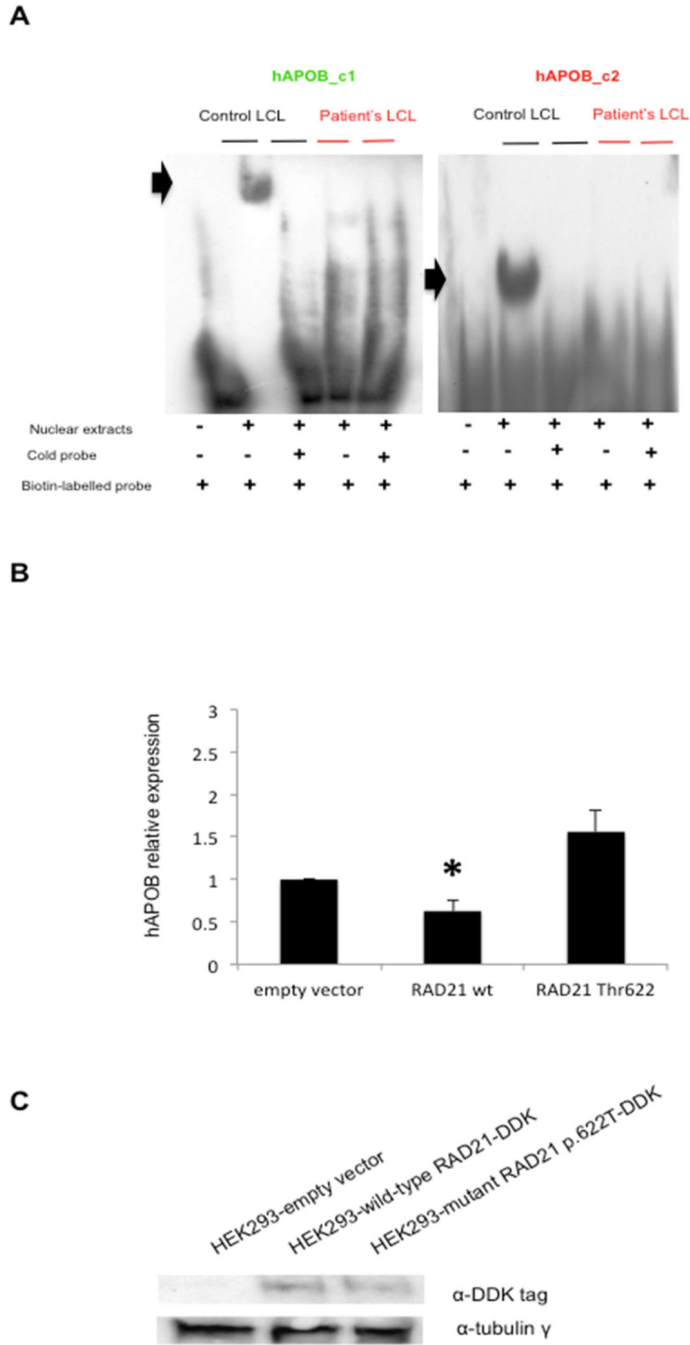 A
hAPOB_c1 hAPOB_c2
Control LCL Patient's LCL Control LCL Patient's LCL
Nuclear extracts - + + + + - + + + +
Cold probe - - + - + - - + - +
Biotin-labelled probe + + + + + + + + + +
B
hAPOB relative expression
3
2.5
2
1.5
1
0.5
0
*
empty vector RAD21 wt RAD21 Thr622
C
HEK293-empty vector
HEK293-wild-type RAD21-DDK
HEK293-mutant RAD21 p.622T-DDK
α-DDK tag
α-tubulin γ